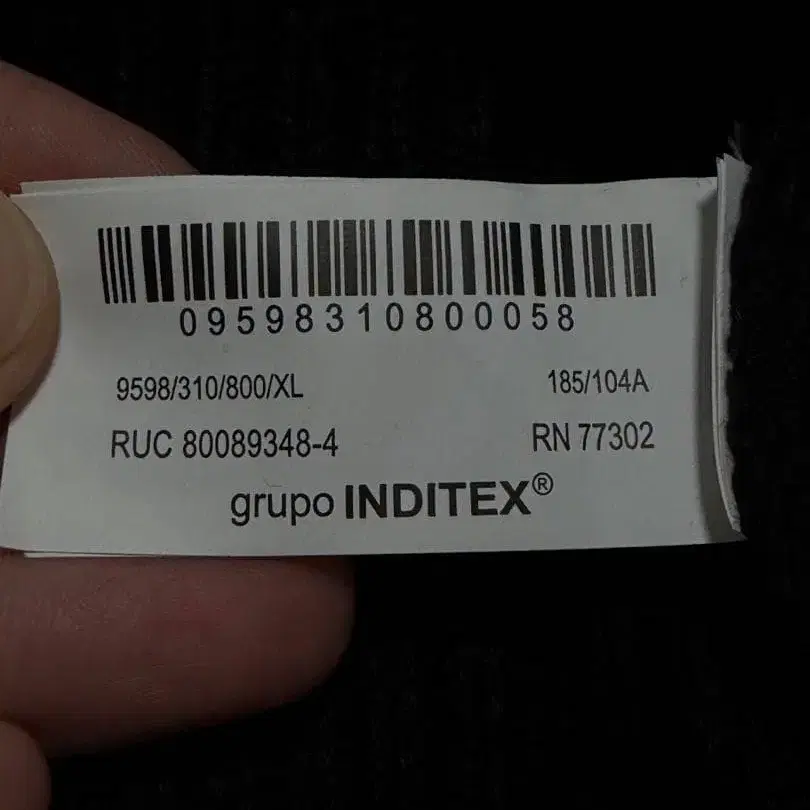 09598310800058
9598/310/800/XL 185/104A
RUC 80089348-4 RN 77302
grupo INDITEX®